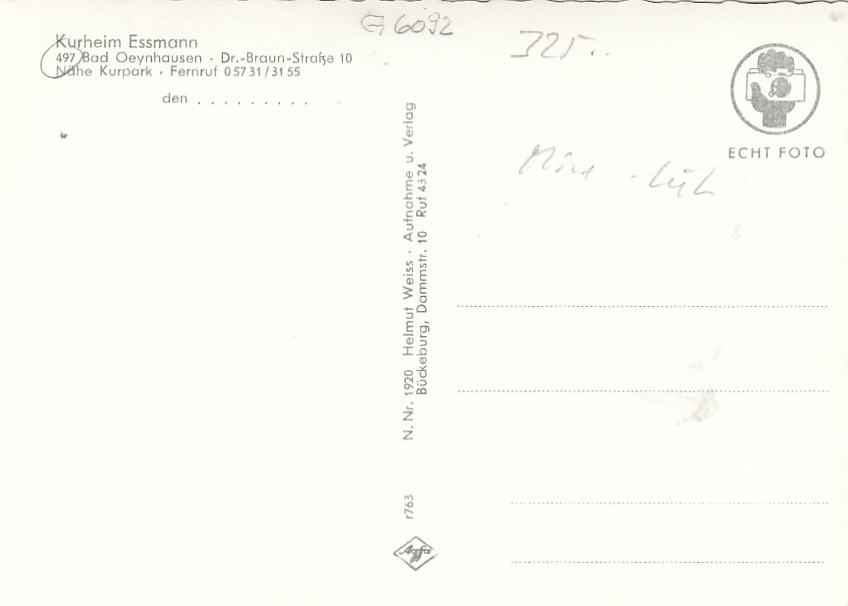 6092
Kurheim Essmann
497 Bad Oeynhausen · Dr.-Braun-Straße 10
Nähe Kurpark · Fernruf 05731/3155
den . . . . . . . . .
325..
ECHT FOTO
N. Nr. 1920 Helmut Weiss · Aufnahme u. Verlag
Bückeburg, Dammstr. 10 Ruf 4324
r763
Agfa